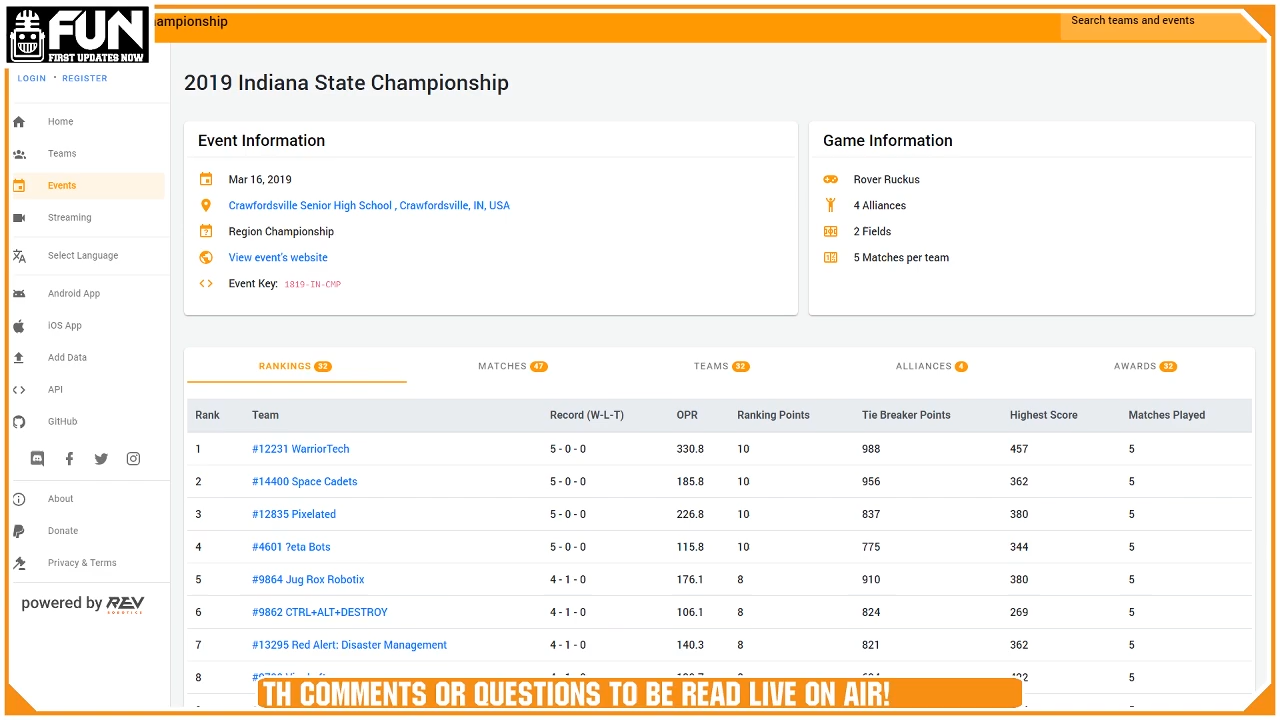 FUN
FIRST UPDATES NOW
ampionship
Search teams and events
LOGIN • REGISTER
Home
Teams
Events
Streaming
Select Language
Android App
iOS App
Add Data
API
GitHub
About
Donate
Privacy & Terms
powered by REV
ROBOTICS
2019 Indiana State Championship
Event Information
Mar 16, 2019
Crawfordsville Senior High School , Crawfordsville, IN, USA
Region Championship
View event's website
Event Key: 1819-IN-CMP
Game Information
Rover Ruckus
4 Alliances
2 Fields
5 Matches per team
RANKINGS 32 MATCHES 47 TEAMS 32 ALLIANCES 4 AWARDS 32
Rank Team Record (W-L-T) OPR Ranking Points Tie Breaker Points Highest Score Matches Played
1 #12231 WarriorTech 5 - 0 - 0 330.8 10 988 457 5
2 #14400 Space Cadets 5 - 0 - 0 185.8 10 956 362 5
3 #12835 Pixelated 5 - 0 - 0 226.8 10 837 380 5
4 #4601 ?eta Bots 5 - 0 - 0 115.8 10 775 344 5
5 #9864 Jug Rox Robotix 4 - 1 - 0 176.1 8 910 380 5
6 #9862 CTRL+ALT+DESTROY 4 - 1 - 0 106.1 8 824 269 5
7 #13295 Red Alert: Disaster Management 4 - 1 - 0 140.3 8 821 362 5
8 5
TH COMMENTS OR QUESTIONS TO BE READ LIVE ON AIR!